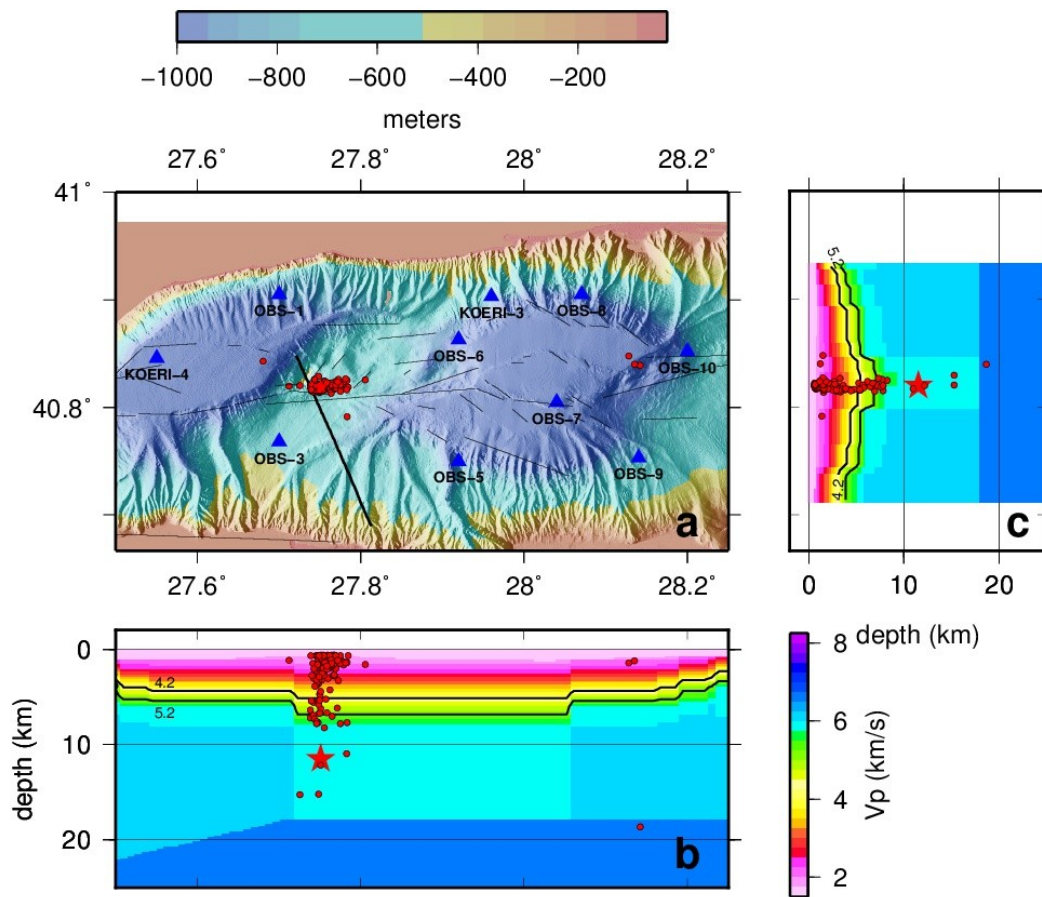 −1000 −800 −600 −400 −200
meters
27.6° 27.8° 28° 28.2°
41°
40.8°
OBS−1
KOERI−3
OBS−8
KOERI−4
OBS−6
OBS−10
OBS−7
OBS−3
OBS−5
OBS−9
a
27.6° 27.8° 28° 28.2°
5.2
4.2
c
0 10 20
depth (km)
0
10
20
depth (km)
4.2
5.2
b
8
6
4
2
Vp (km/s)